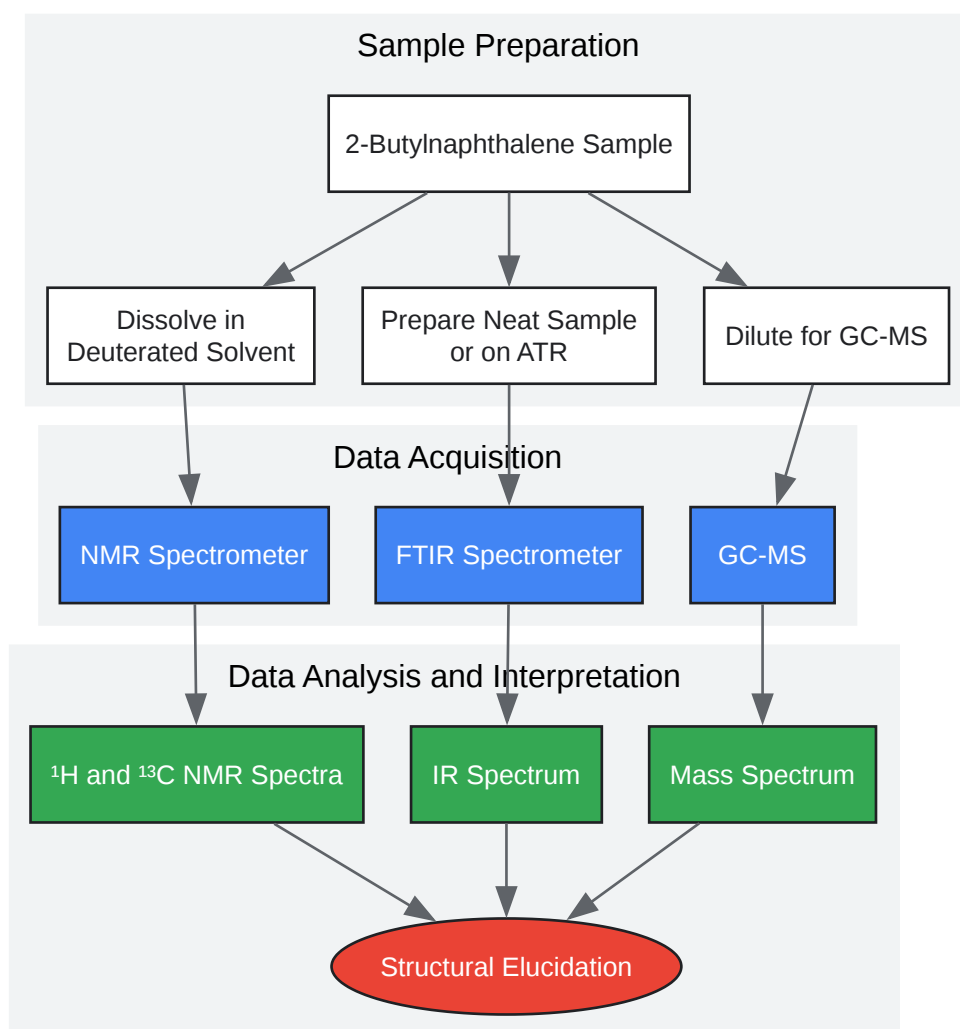 Sample Preparation
2-Butylnaphthalene Sample
Dissolve in
Deuterated Solvent
Prepare Neat Sample
or on ATR
Dilute for GC-MS
Data Acquisition
NMR Spectrometer
FTIR Spectrometer
GC-MS
Data Analysis and Interpretation
¹H and ¹³C NMR Spectra
IR Spectrum
Mass Spectrum
Structural Elucidation